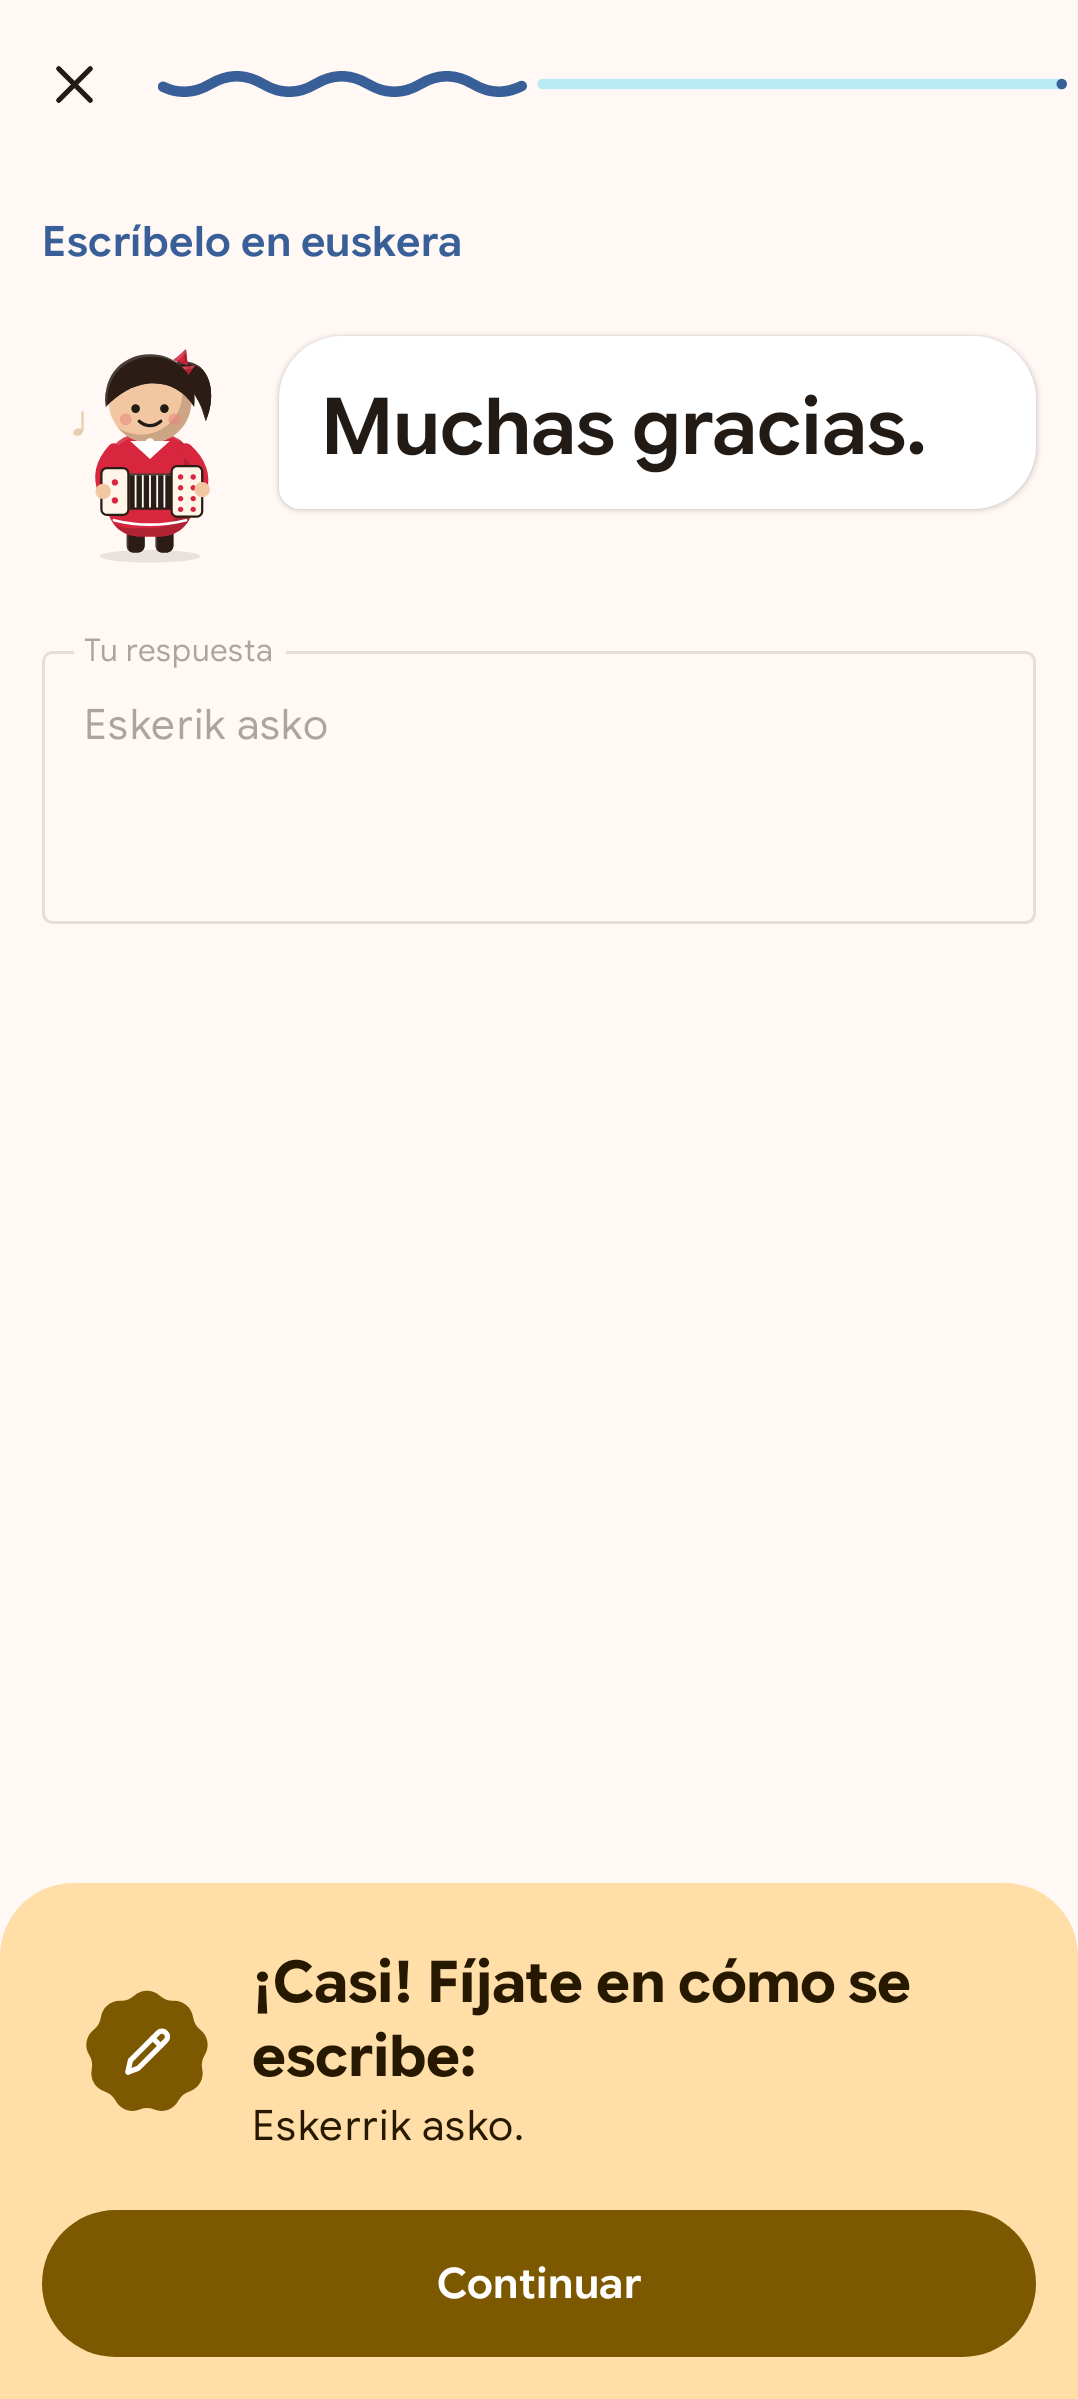 Escríbelo en euskera
Muchas gracias.
Tu respuesta
Eskerik asko
¡Casi! Fíjate en cómo se
escribe:
Eskerrik asko.
Continuar